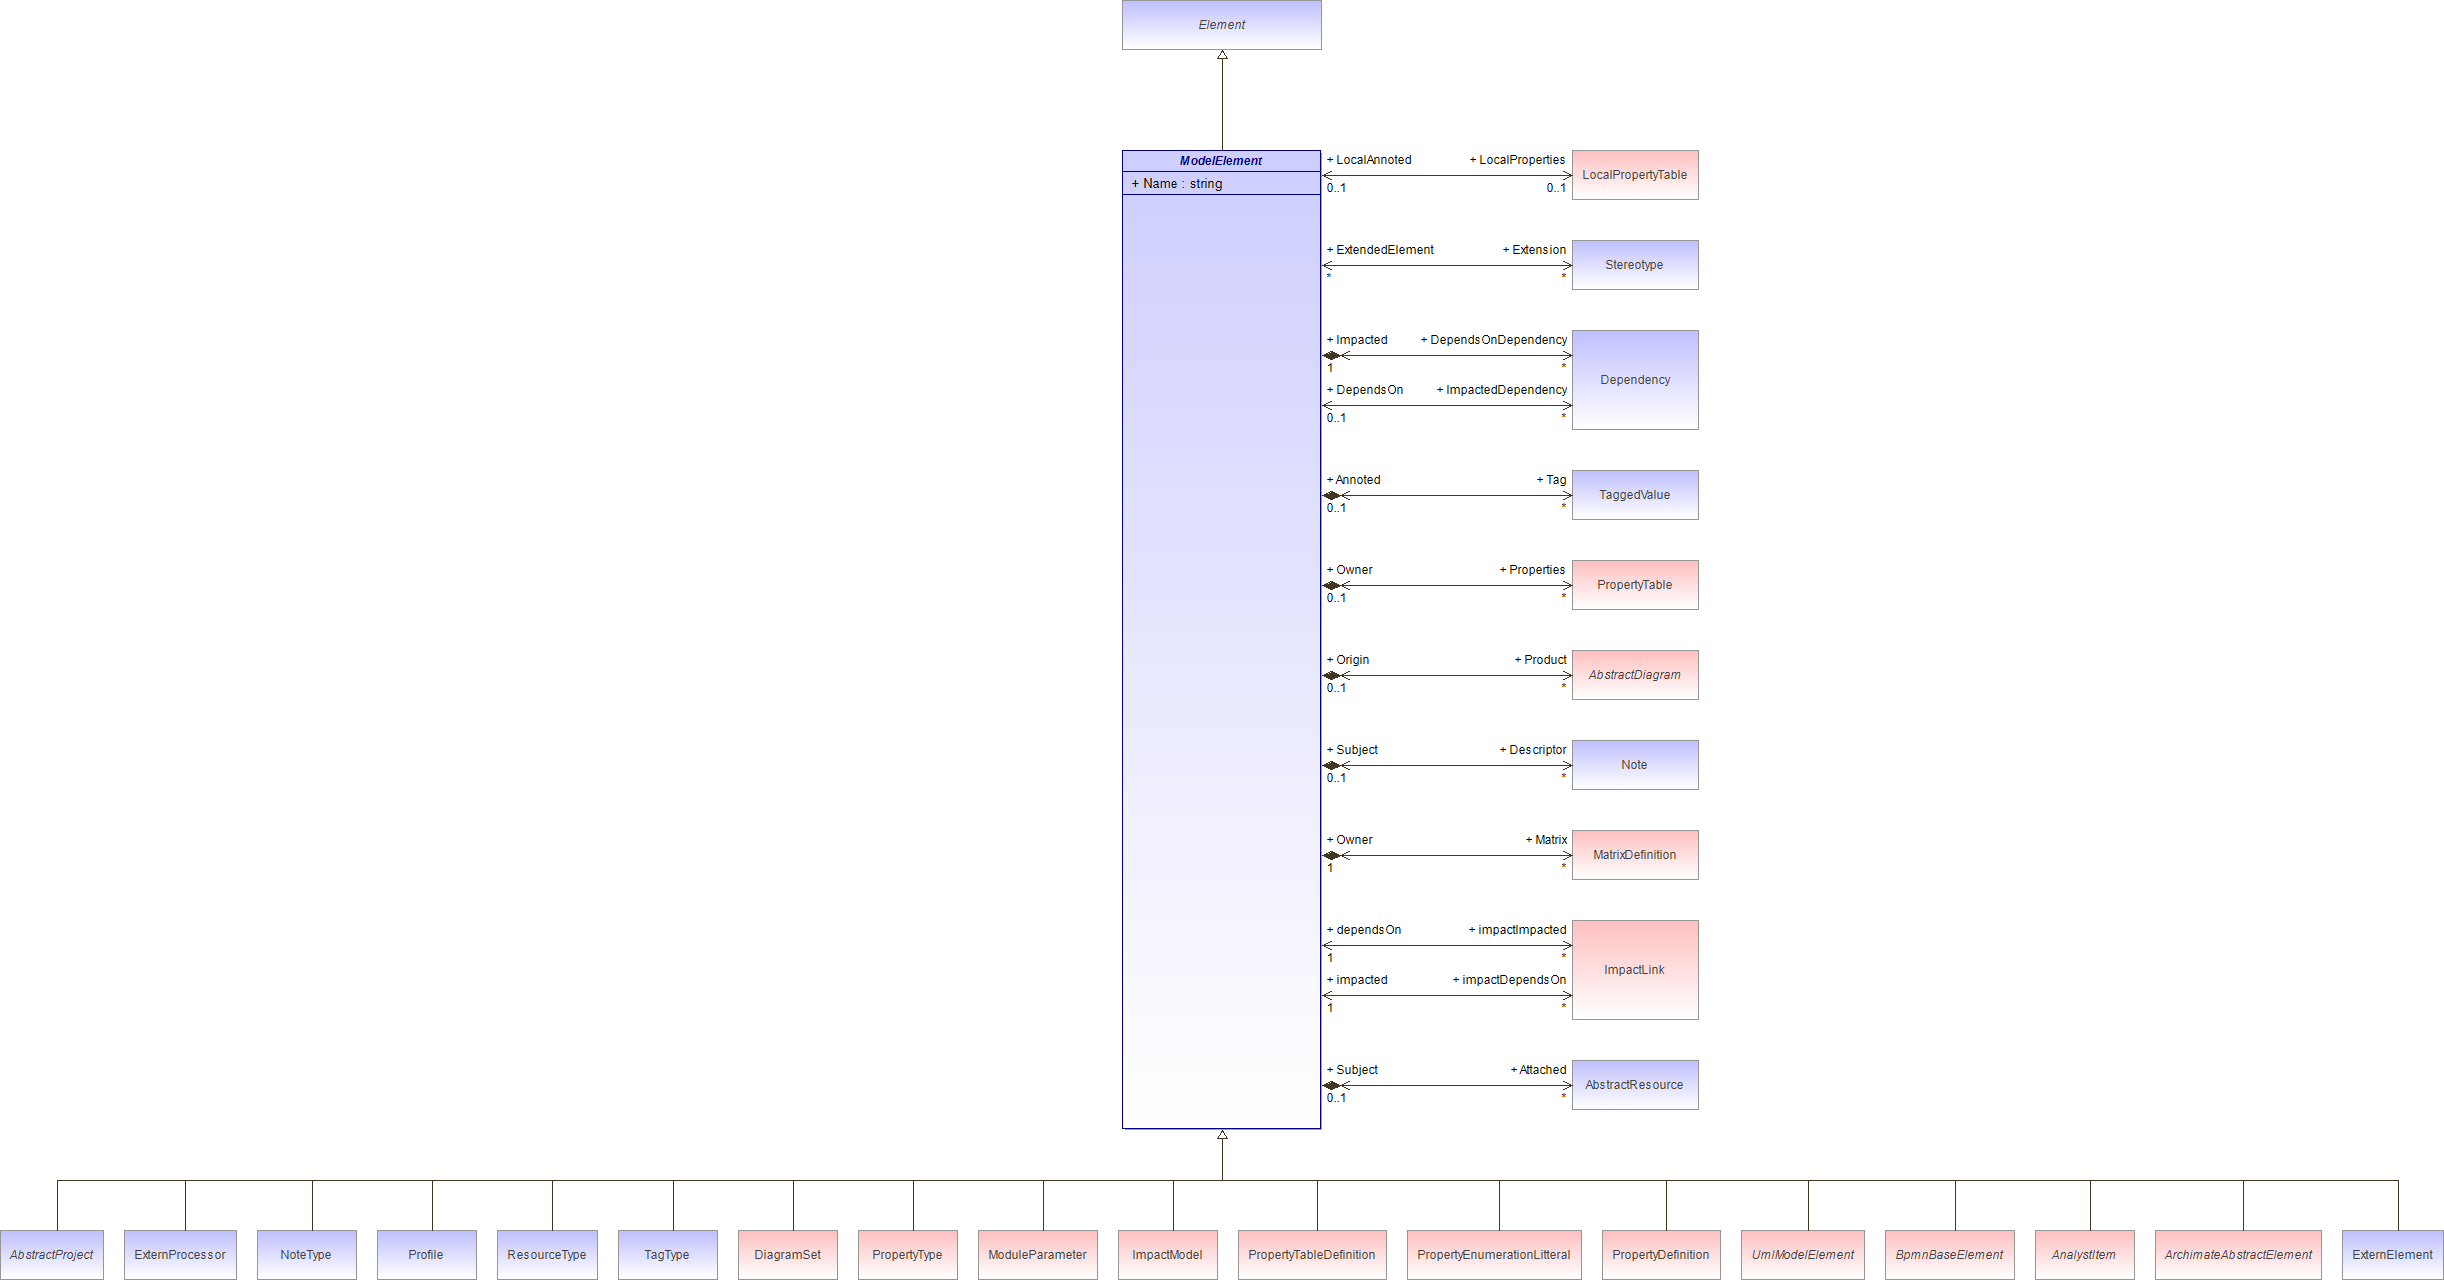 Element
ModelElement
+ Name : string
+ LocalAnnoted + LocalProperties
0..1 0..1
LocalPropertyTable
+ ExtendedElement + Extension
* *
Stereotype
+ Impacted + DependsOnDependency
1 *
+ DependsOn + ImpactedDependency
0..1 *
Dependency
+ Annoted + Tag
0..1 *
TaggedValue
+ Owner + Properties
0..1 *
PropertyTable
+ Origin + Product
0..1 *
AbstractDiagram
+ Subject + Descriptor
0..1 *
Note
+ Owner + Matrix
1 *
MatrixDefinition
+ dependsOn + impactImpacted
1 *
+ impacted + impactDependsOn
1 *
ImpactLink
+ Subject + Attached
0..1 *
AbstractResource
AbstractProject
ExternProcessor
NoteType
Profile
ResourceType
TagType
DiagramSet
PropertyType
ModuleParameter
ImpactModel
PropertyTableDefinition
PropertyEnumerationLitteral
PropertyDefinition
UmlModelElement
BpmnBaseElement
AnalystItem
ArchimateAbstractElement
ExternElement